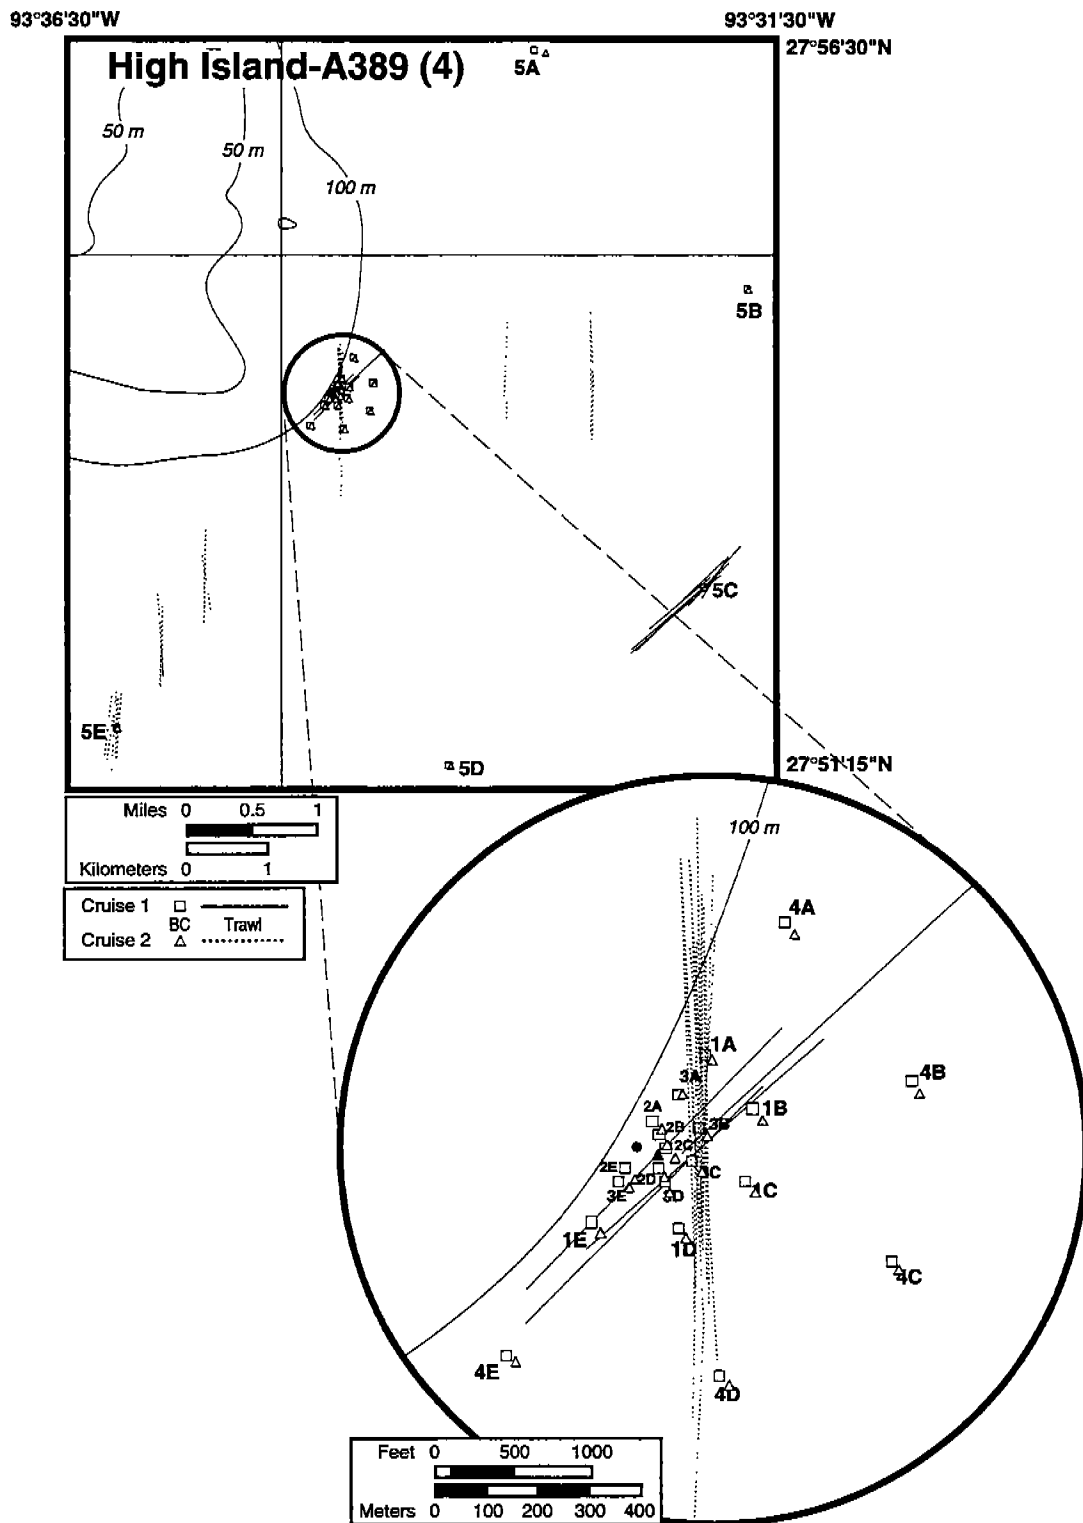 93°36'30"W
93°31'30"W
27°56'30"N
High Island-A389 (4)
5A
50 m
50 m
100 m
5B
5C
5E
5D
27°51'15"N
Miles 0 0.5 1
Kilometers 0 1
Cruise 1
BC Trawl
Cruise 2
100 m
4A
1A
3A
4B
2A
1B
3B
2B
2C
2E
2D
3C
3E
3D
1C
1E
1D
4C
4E
4D
Feet 0 500 1000
Meters 0 100 200 300 400